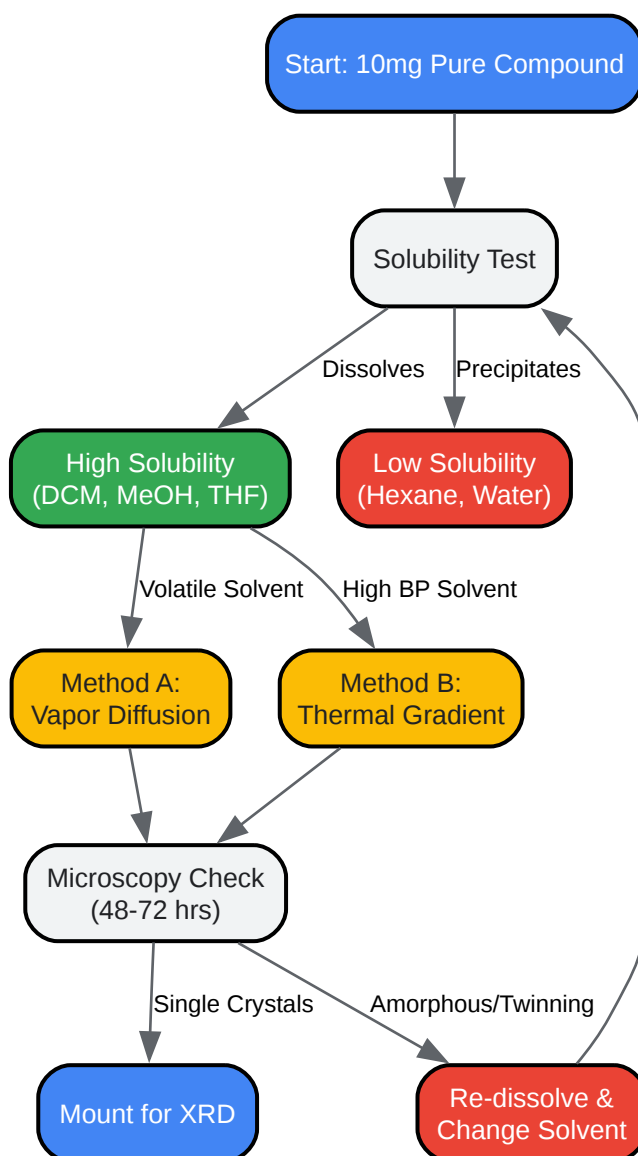 Start: 10mg Pure Compound
Solubility Test
Dissolves
Precipitates
High Solubility
(DCM, MeOH, THF)
Low Solubility
(Hexane, Water)
Volatile Solvent
High BP Solvent
Method A:
Vapor Diffusion
Method B:
Thermal Gradient
Microscopy Check
(48-72 hrs)
Single Crystals
Amorphous/Twinning
Mount for XRD
Re-dissolve &
Change Solvent